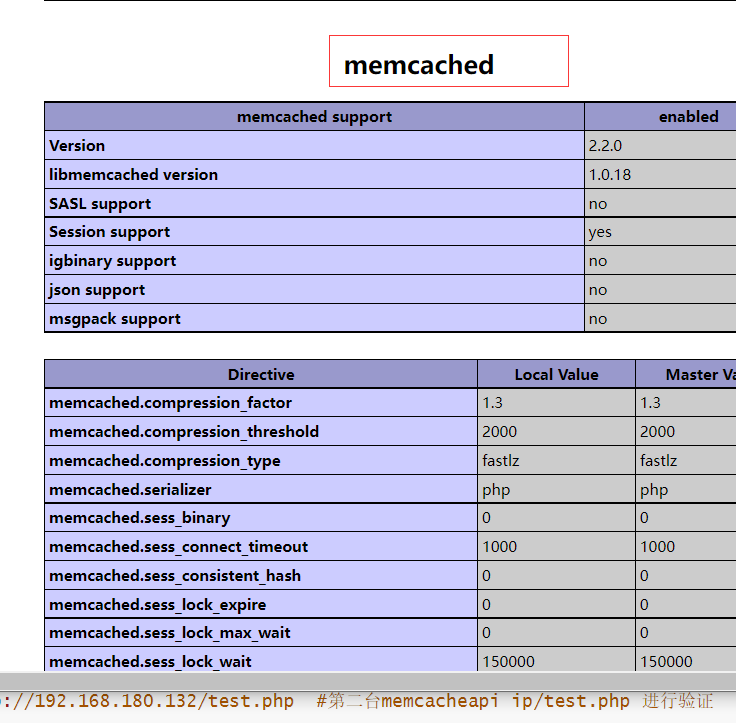 memcached
memcached support enabled
Version 2.2.0
libmemcached version 1.0.18
SASL support no
Session support yes
igbinary support no
json support no
msgpack support no
Directive Local Value Master Va
memcached.compression_factor 1.3 1.3
memcached.compression_threshold 2000 2000
memcached.compression_type fastlz fastlz
memcached.serializer php php
memcached.sess_binary 0 0
memcached.sess_connect_timeout 1000 1000
memcached.sess_consistent_hash 0 0
memcached.sess_lock_expire 0 0
memcached.sess_lock_max_wait 0 0
memcached.sess_lock_wait 150000 150000
://192.168.180.132/test.php #第二台memcacheapi ip/test.php 进行验证